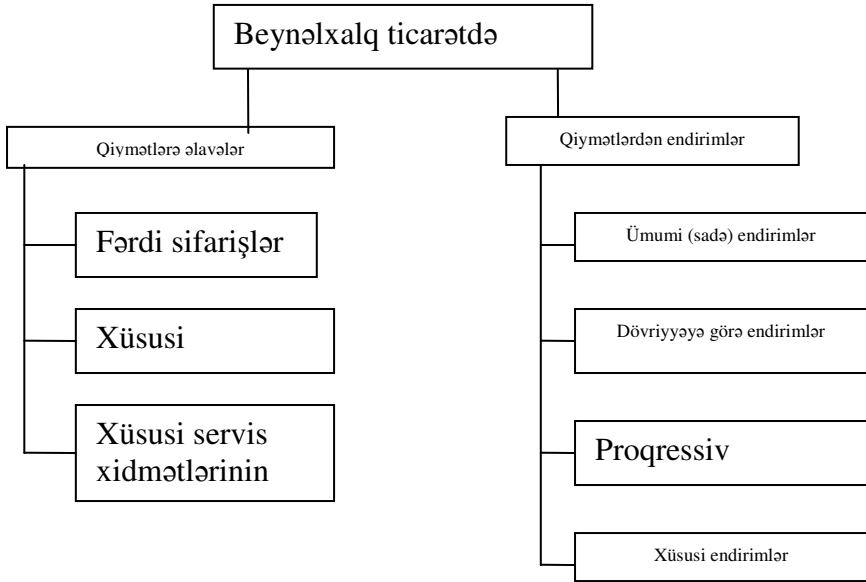 Beynəlxalq ticarətdə
Qiymətlərə əlavələr
Fərdi sifarişlər
Xüsusi
Xüsusi servis
xidmətlərinin
Qiymətlərdən endirimlər
Ümumi (sadə) endirimlər
Dövriyyəyə görə endirimlər
Proqressiv
Xüsusi endirimlər